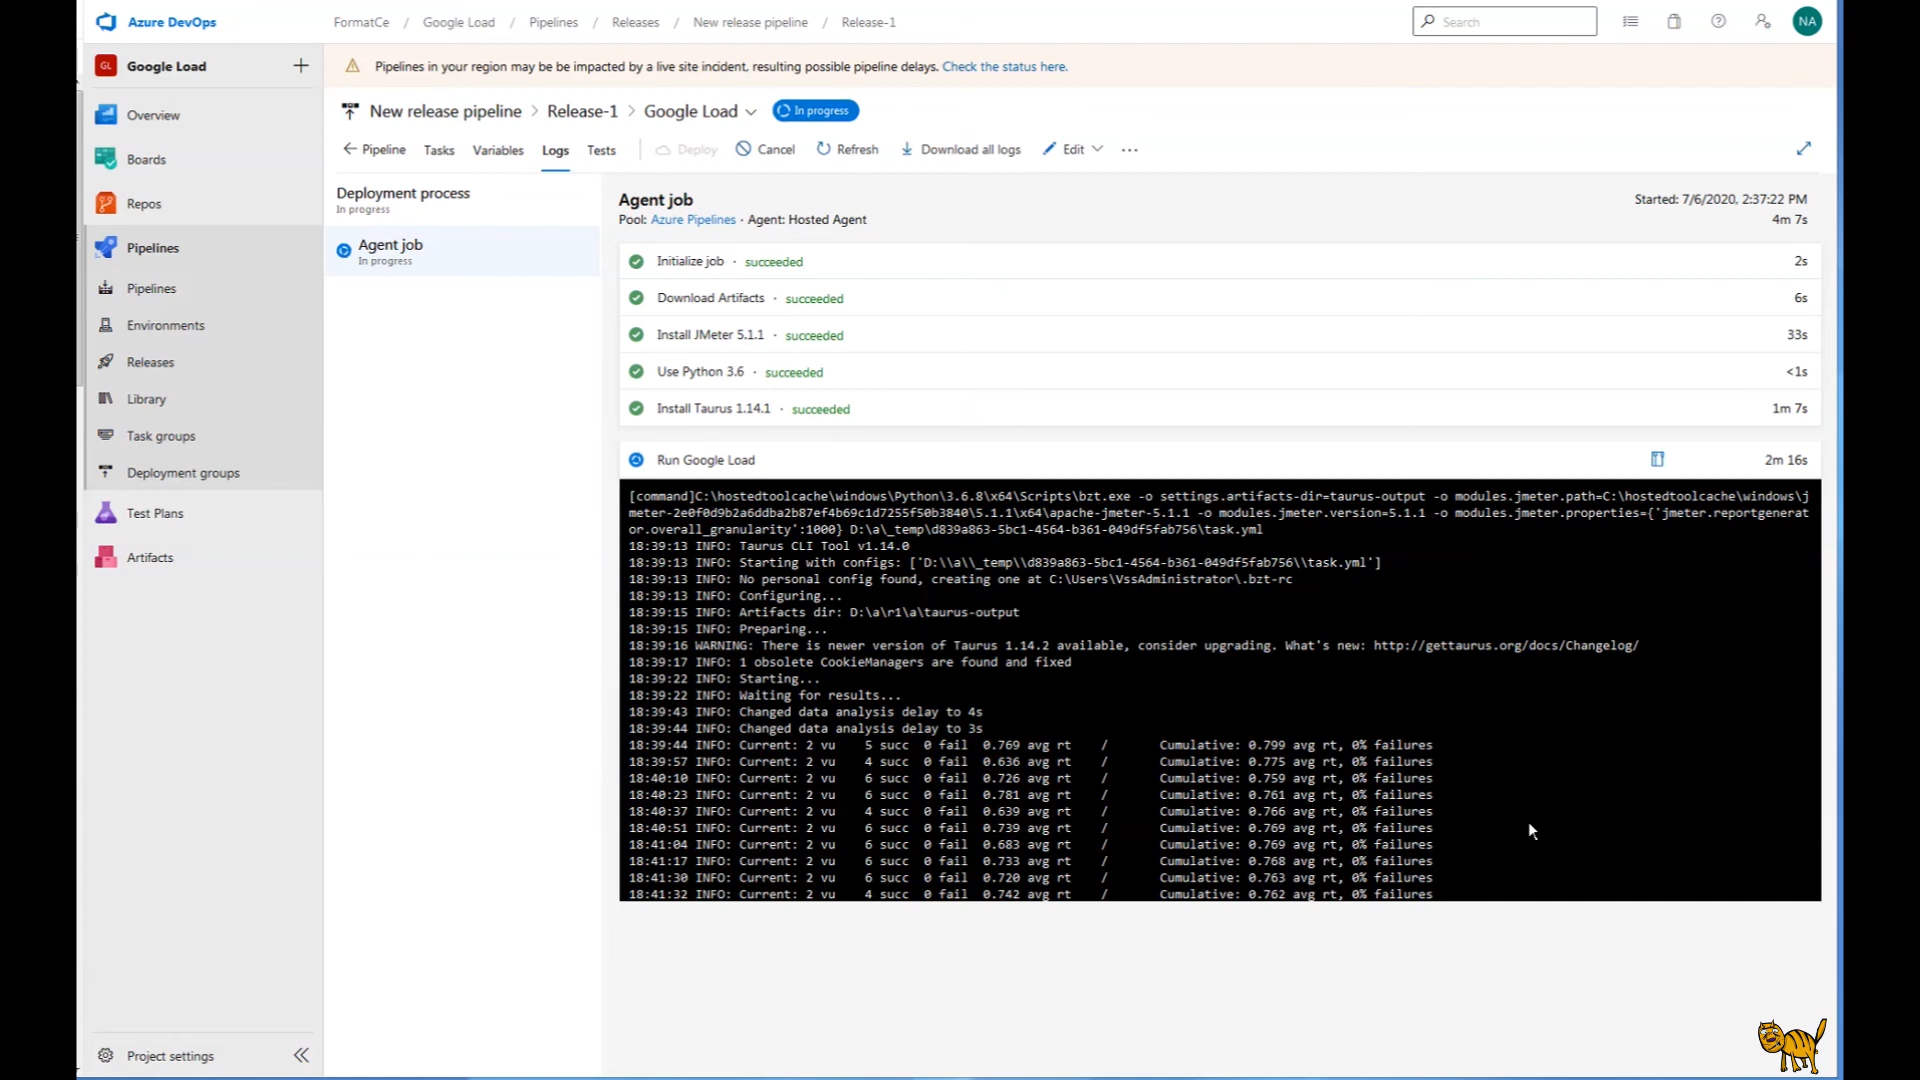 Azure DevOps
FormatCe / Google Load / Pipelines / Releases / New release pipeline / Release-1
Search
NA
GL Google Load
Pipelines in your region may be be impacted by a live site incident, resulting possible pipeline delays. Check the status here.
New release pipeline > Release-1 > Google Load In progress
Pipeline Tasks Variables Logs Tests Deploy Cancel Refresh Download all logs Edit ...
Overview
Boards
Repos
Pipelines
Pipelines
Environments
Releases
Library
Task groups
Deployment groups
Test Plans
Artifacts
Project settings
Deployment process
In progress
Agent job
In progress
Agent job
Pool: Azure Pipelines · Agent: Hosted Agent
Started: 7/6/2020, 2:37:22 PM
4m 7s
Initialize job · succeeded 2s
Download Artifacts · succeeded 6s
Install JMeter 5.1.1 · succeeded 33s
Use Python 3.6 · succeeded <1s
Install Taurus 1.14.1 · succeeded 1m 7s
Run Google Load 2m 16s
[command]C:\hostedtoolcache\windows\Python\3.6.8\x64\Scripts\bzt.exe -o settings.artifacts-dir=taurus-output -o modules.jmeter.path=C:\hostedtoolcache\windows\j
meter-2e0f0d9b2a6ddba2b87ef4b69c1d7255f50b3840\5.1.1\x64\apache-jmeter-5.1.1 -o modules.jmeter.version=5.1.1 -o modules.jmeter.properties={'jmeter.reportgenerat
or.overall_granularity':1000} D:\a\_temp\d839a863-5bc1-4564-b361-049df5fab756\task.yml
18:39:13 INFO: Taurus CLI Tool v1.14.0
18:39:13 INFO: Starting with configs: ['D:\\a\\_temp\\d839a863-5bc1-4564-b361-049df5fab756\\task.yml']
18:39:13 INFO: No personal config found, creating one at C:\Users\VssAdministrator\.bzt-rc
18:39:13 INFO: Configuring...
18:39:15 INFO: Artifacts dir: D:\a\r1\a\taurus-output
18:39:15 INFO: Preparing...
18:39:16 WARNING: There is newer version of Taurus 1.14.2 available, consider upgrading. What's new: http://gettaurus.org/docs/Changelog/
18:39:17 INFO: 1 obsolete CookieManagers are found and fixed
18:39:22 INFO: Starting...
18:39:22 INFO: Waiting for results...
18:39:43 INFO: Changed data analysis delay to 4s
18:39:44 INFO: Changed data analysis delay to 3s
18:39:44 INFO: Current: 2 vu 5 succ 0 fail 0.769 avg rt / Cumulative: 0.799 avg rt, 0% failures
18:39:57 INFO: Current: 2 vu 4 succ 0 fail 0.636 avg rt / Cumulative: 0.775 avg rt, 0% failures
18:40:10 INFO: Current: 2 vu 6 succ 0 fail 0.726 avg rt / Cumulative: 0.759 avg rt, 0% failures
18:40:23 INFO: Current: 2 vu 6 succ 0 fail 0.781 avg rt / Cumulative: 0.761 avg rt, 0% failures
18:40:37 INFO: Current: 2 vu 4 succ 0 fail 0.639 avg rt / Cumulative: 0.766 avg rt, 0% failures
18:40:51 INFO: Current: 2 vu 6 succ 0 fail 0.739 avg rt / Cumulative: 0.769 avg rt, 0% failures
18:41:04 INFO: Current: 2 vu 6 succ 0 fail 0.683 avg rt / Cumulative: 0.769 avg rt, 0% failures
18:41:17 INFO: Current: 2 vu 6 succ 0 fail 0.733 avg rt / Cumulative: 0.768 avg rt, 0% failures
18:41:30 INFO: Current: 2 vu 6 succ 0 fail 0.720 avg rt / Cumulative: 0.763 avg rt, 0% failures
18:41:32 INFO: Current: 2 vu 4 succ 0 fail 0.742 avg rt / Cumulative: 0.762 avg rt, 0% failures